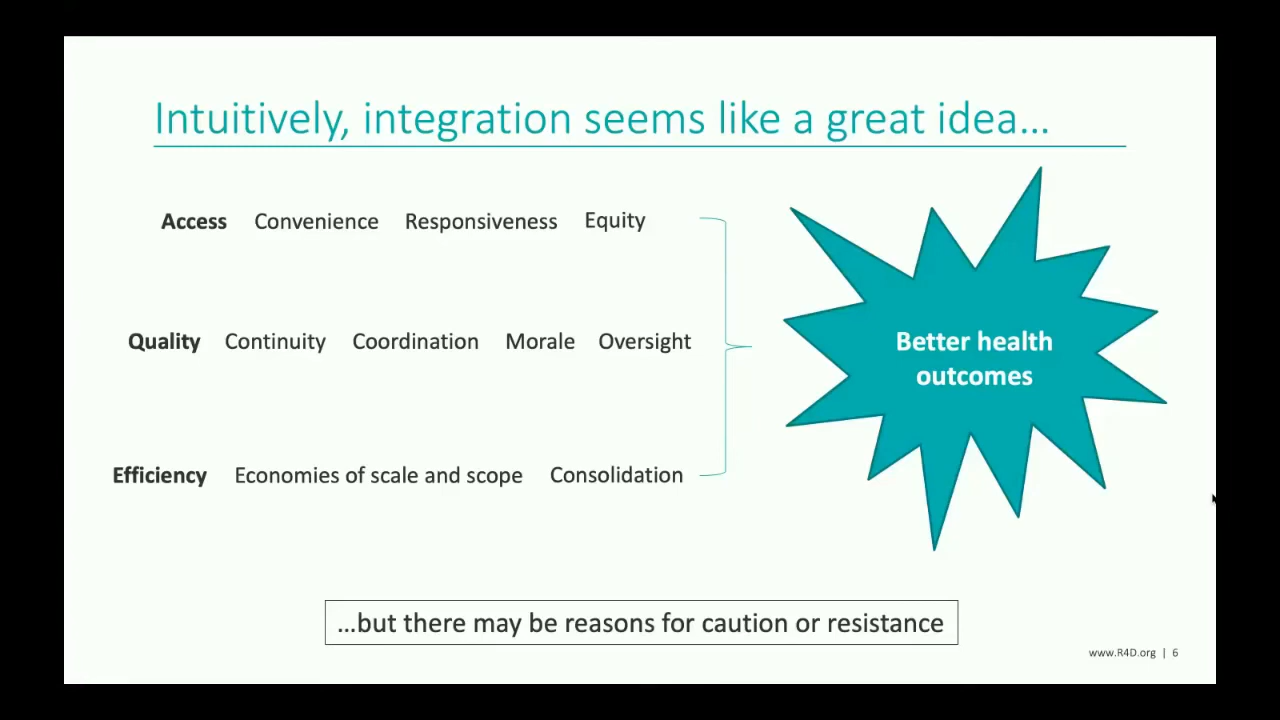 Intuitively, integration seems like a great idea…
Access Convenience Responsiveness Equity
Quality Continuity Coordination Morale Oversight
Better health
outcomes
Efficiency Economies of scale and scope Consolidation
…but there may be reasons for caution or resistance
www.R4D.org | 6